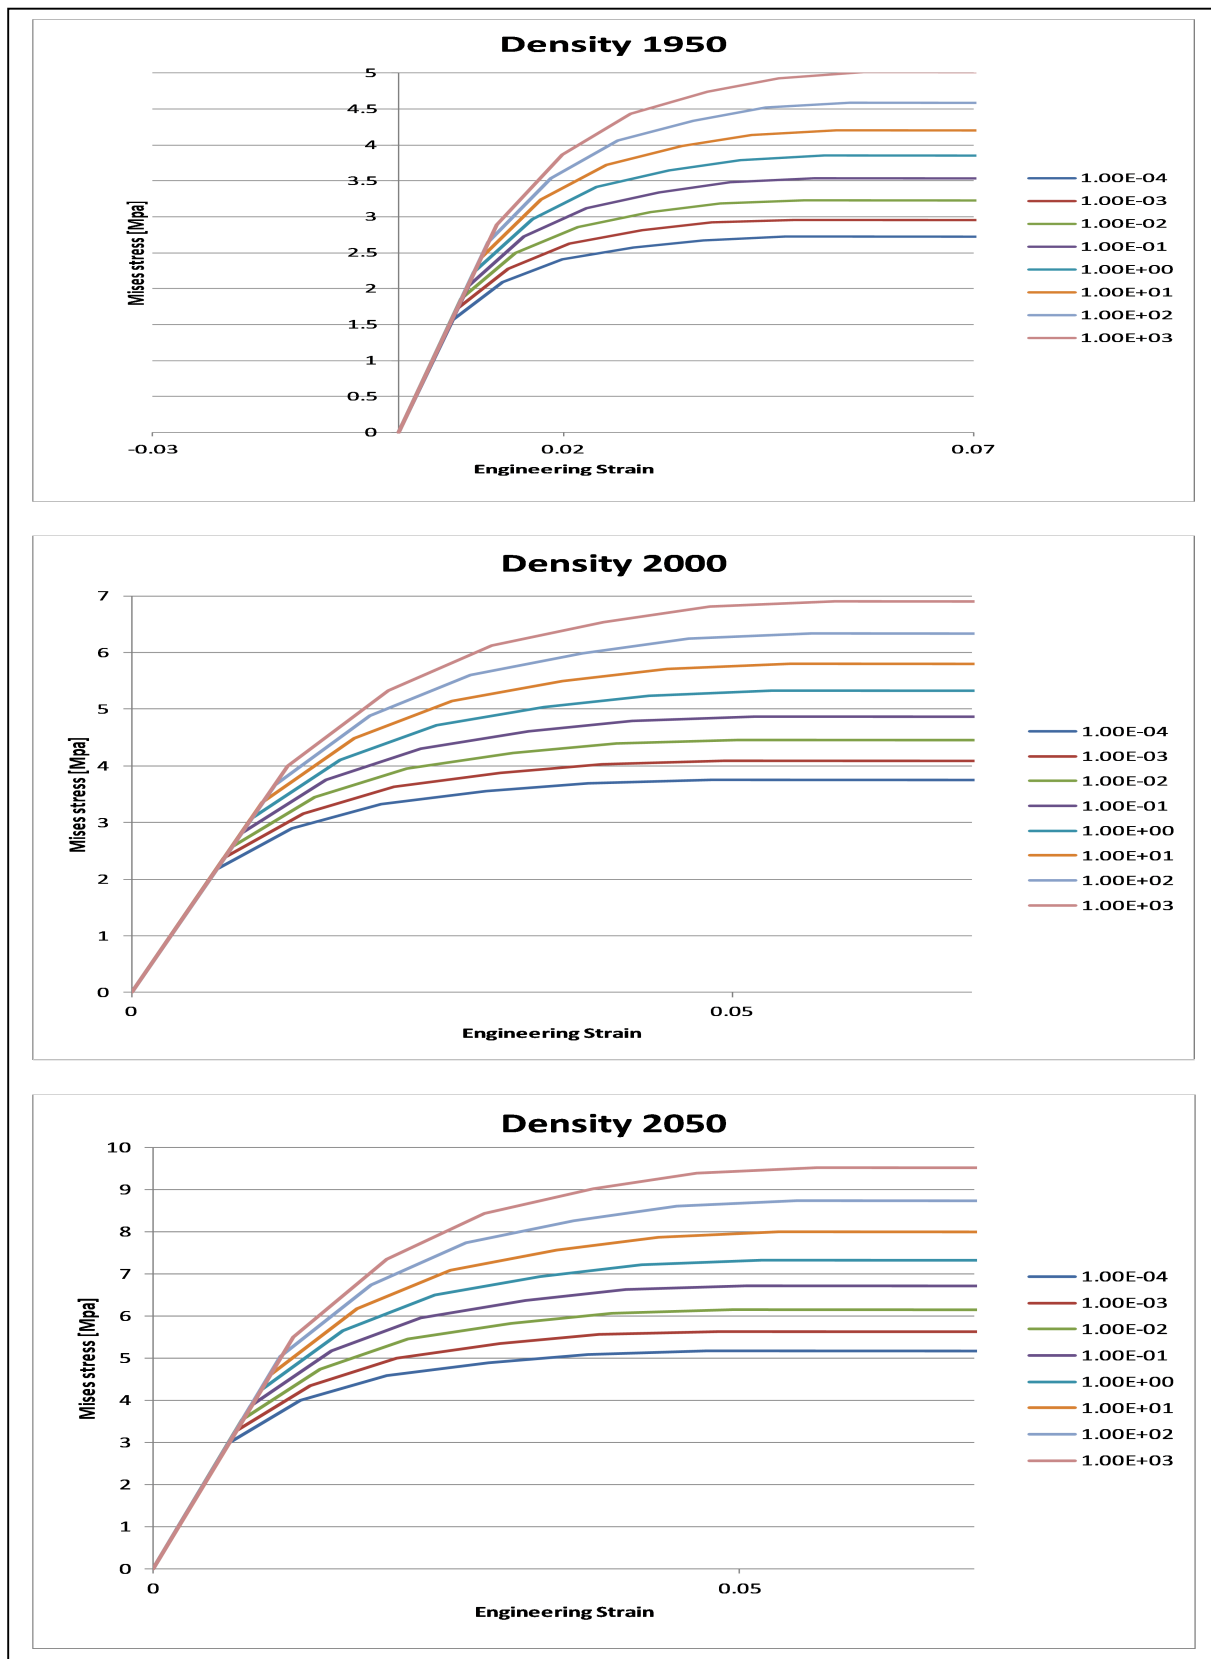 Density 1950
5
4.5
4
3.5
3
2.5
2
1.5
1
0.5
0
Mises stress [Mpa]
-0.03
0.02
0.07
Engineering Strain
1.00E-04
1.00E-03
1.00E-02
1.00E-01
1.00E+00
1.00E+01
1.00E+02
1.00E+03
Density 2000
7
6
5
4
3
2
1
0
Mises stress [Mpa]
0
0.05
Engineering Strain
1.00E-04
1.00E-03
1.00E-02
1.00E-01
1.00E+00
1.00E+01
1.00E+02
1.00E+03
Density 2050
10
9
8
7
6
5
4
3
2
1
0
Mises stress [Mpa]
0
0.05
Engineering Strain
1.00E-04
1.00E-03
1.00E-02
1.00E-01
1.00E+00
1.00E+01
1.00E+02
1.00E+03